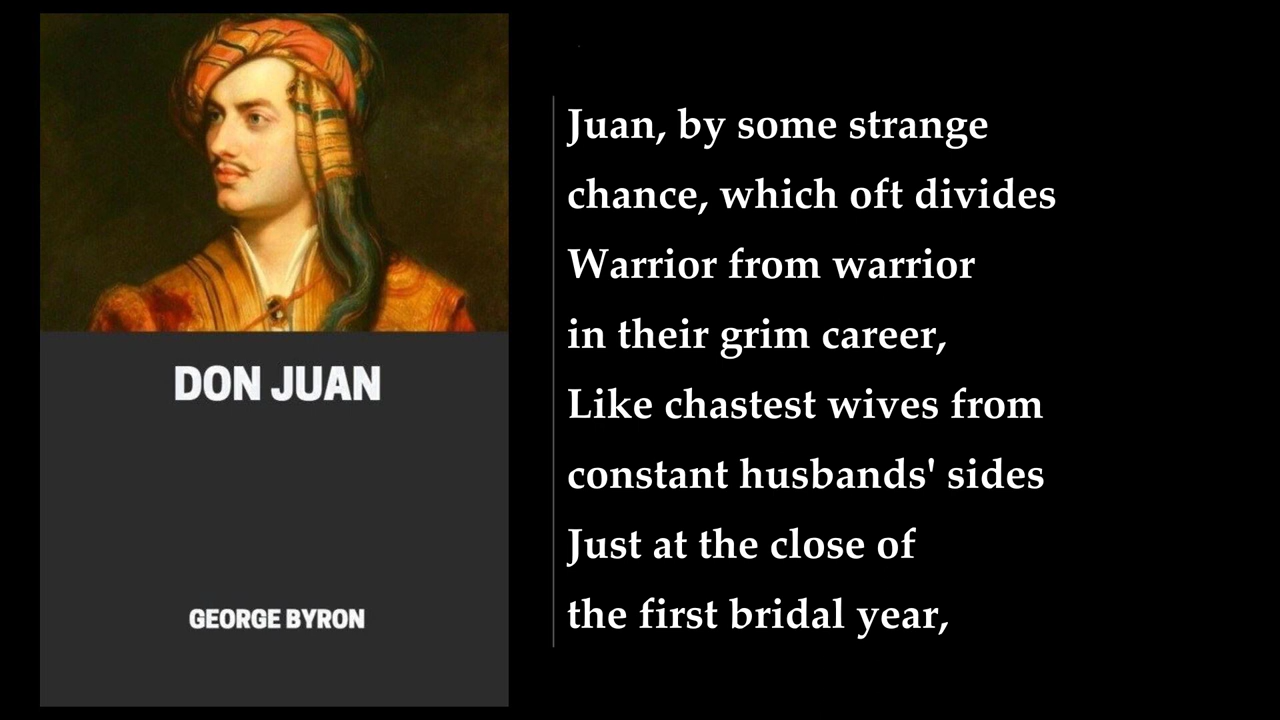 DON JUAN
GEORGE BYRON
Juan, by some strange
chance, which oft divides
Warrior from warrior
in their grim career,
Like chastest wives from
constant husbands' sides
Just at the close of
the first bridal year,